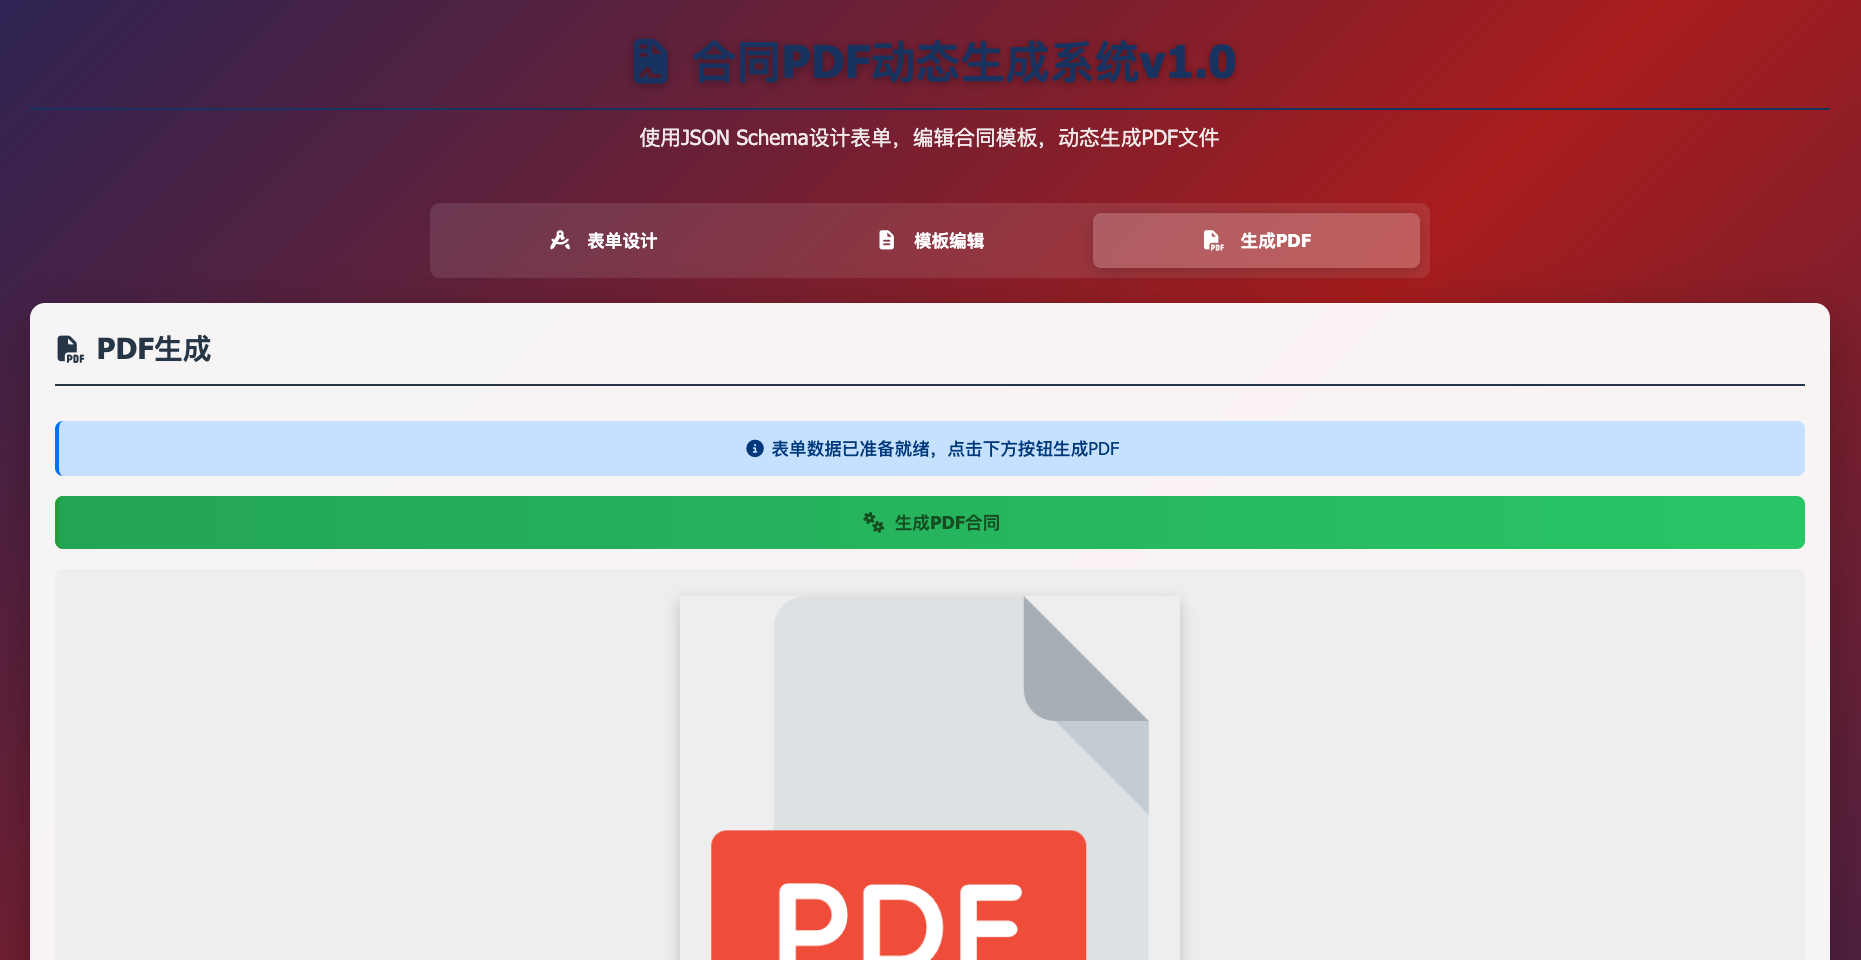 合同PDF动态生成系统v1.0
使用JSON Schema设计表单，编辑合同模板，动态生成PDF文件
表单设计
模板编辑
PDF 生成PDF
PDF PDF生成
表单数据已准备就绪，点击下方按钮生成PDF
生成PDF合同
PDF